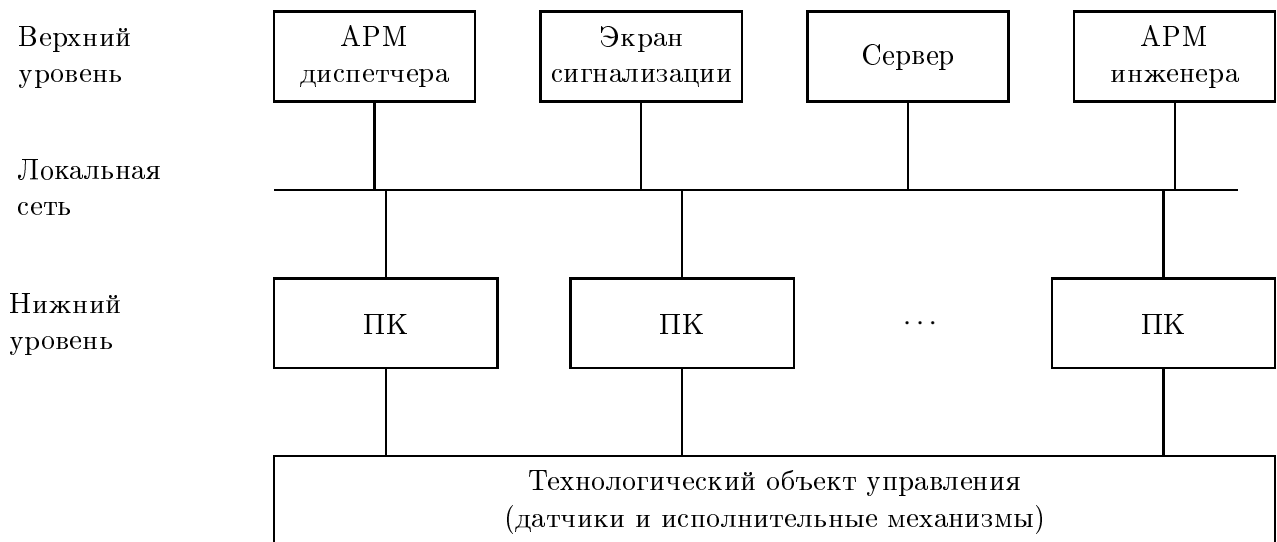 Верхний
уровень
АРМ
диспетчера
Экран
сигнализации
Сервер
АРМ
инженера
Локальная
сеть
Нижний
уровень
ПК
ПК
...
ПК
Технологический объект управления
(датчики и исполнительные механизмы)